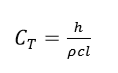 C_T = h / ρcl